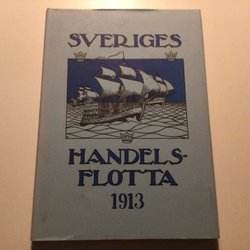 SVERIGES
HANDELS-
FLOTTA
1913